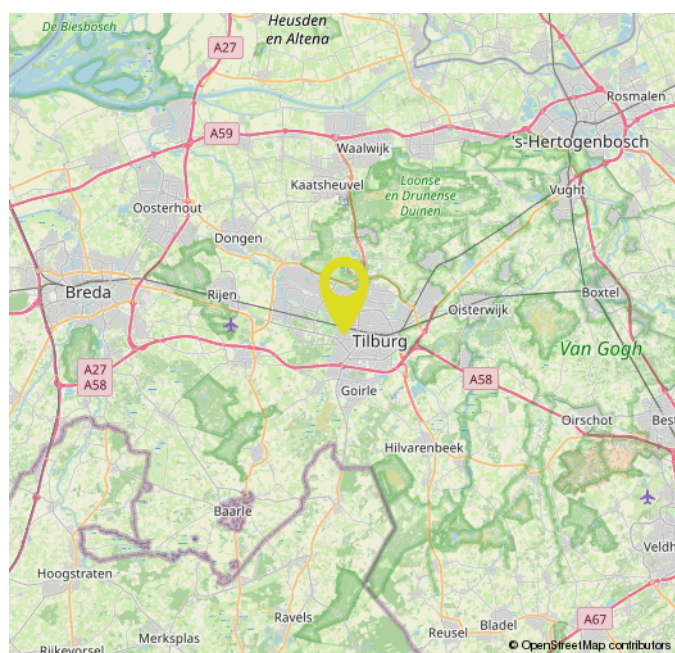 De Biesbosch
Heusden
en Altena
A27
Rosmalen
A59
Waalwijk
's-Hertogenbosch
Kaatsheuvel
Loonse
en Drunense
Duinen
Vught
Oosterhout
Dongen
Breda
Rijen
Oisterwijk
Boxtel
Tilburg
Van Gogh
A27
A58
A58
Goirle
Oirschot
Best
Hilvarenbeek
Baarle
Veldh
Hoogstraten
Ravels
Bladel
A67
Reusel
Merksplas
Rijkevorsel
© OpenStreetMap contributors